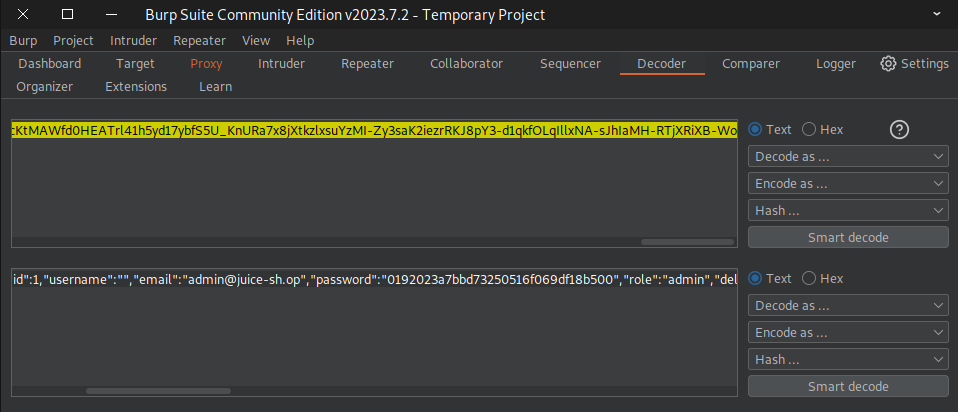 Burp Suite Community Edition v2023.7.2 - Temporary Project
Burp Project Intruder Repeater View Help
Dashboard Target Proxy Intruder Repeater Collaborator Sequencer Decoder Comparer Logger Settings
Organizer Extensions Learn
cKtMAWfd0HEATrl41h5yd17ybfS5U_KnURa7x8jXtkzlxsuYzMI-Zy3saK2iezrRKJ8pY3-d1qkfOLqIllxNA-sJhIaMH-RTjXRiXB-Wo
Text Hex ?
Decode as ...
Encode as ...
Hash ...
Smart decode
id":1,"username":"","email":"admin@juice-sh.op","password":"0192023a7bbd73250516f069df18b500","role":"admin","del
Text Hex
Decode as ...
Encode as ...
Hash ...
Smart decode